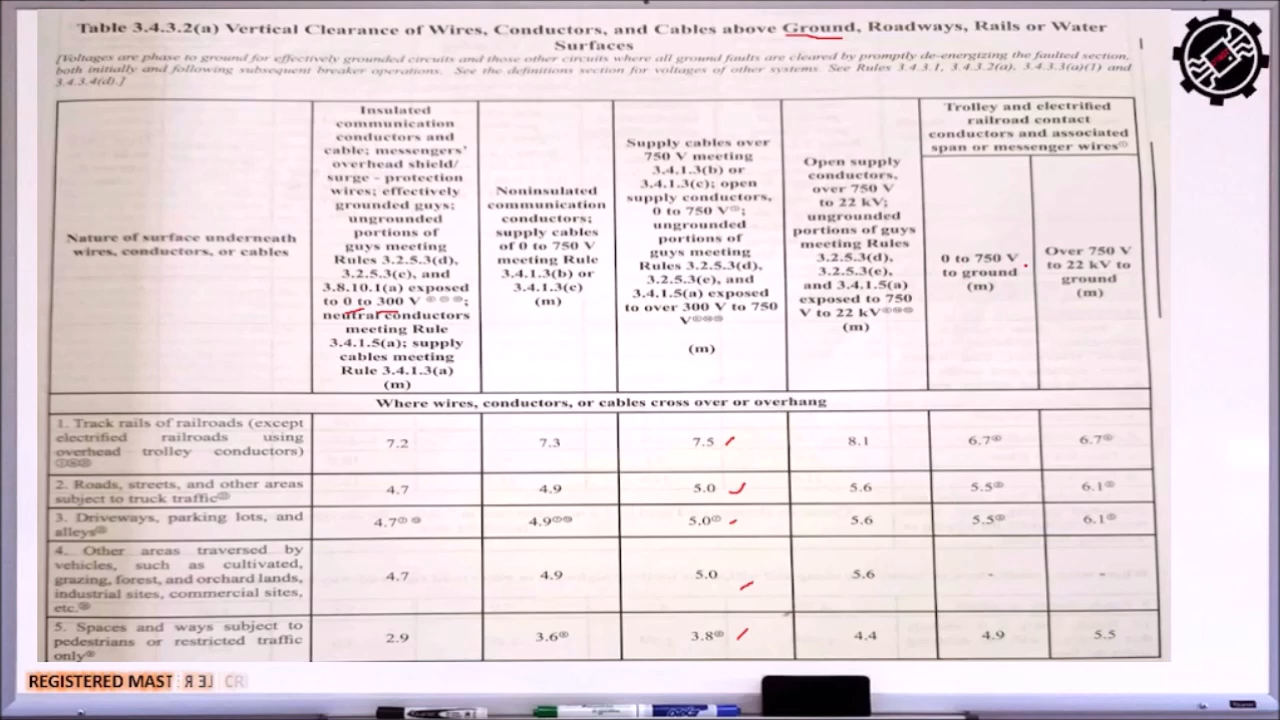 Table 3.4.3.2(a) Vertical Clearance of Wires, Conductors, and Cables above Ground, Roadways, Rails or Water
Surfaces
[Voltages are phase to ground for effectively grounded circuits and those other circuits where all ground faults are cleared by promptly de-energizing the faulted section,
both initially and following subsequent breaker operations. See the definitions section for voltages of other systems. See Rules 3.4.3.1, 3.4.3.2(a), 3.4.3.3(a)(1) and
3.4.3.4(d).]
Nature of surface underneath
wires, conductors, or cables
Insulated
communication
conductors and
cable; messengers'
overhead shield/
surge - protection
wires; effectively
grounded guys;
ungrounded
portions of
guys meeting
Rules 3.2.5.3(d),
3.2.5.3(e), and
3.8.10.1(a) exposed
to 0 to 300 V
neutral conductors
meeting Rule
3.4.1.5(a); supply
cables meeting
Rule 3.4.1.3(a)
(m)
Noninsulated
communication
conductors;
supply cables
of 0 to 750 V
meeting Rule
3.4.1.3(b) or
3.4.1.3(c)
(m)
Supply cables over
750 V meeting
3.4.1.3(b) or
3.4.1.3(c); open
supply conductors,
0 to 750 V
ungrounded
portions of
guys meeting
Rules 3.2.5.3(d),
3.2.5.3(e), and
3.4.1.5(a) exposed
to over 300 V to 750
V
(m)
Open supply
conductors,
over 750 V
to 22 kV;
ungrounded
portions of guys
meeting Rules
3.2.5.3(d),
3.2.5.3(e),
and 3.4.1.5(a)
exposed to 750
V to 22 kV
(m)
Trolley and electrified
railroad contact
conductors and associated
span or messenger wires
0 to 750 V
to ground
(m)
Over 750 V
to 22 kV to
ground
(m)
Where wires, conductors, or cables cross over or overhang
1. Track rails of railroads (except
electrified railroads using
overhead trolley conductors)
7.2 7.3 7.5 8.1 6.7 6.7
2. Roads, streets, and other areas
subject to truck traffic
4.7 4.9 5.0 5.6 5.5 6.1
3. Driveways, parking lots, and
alleys
4.7 4.9 5.0 5.6 5.5 6.1
4. Other areas traversed by
vehicles, such as cultivated,
grazing, forest, and orchard lands,
industrial sites, commercial sites,
etc.
4.7 4.9 5.0 5.6 - -
5. Spaces and ways subject to
pedestrians or restricted traffic
only
2.9 3.6 3.8 4.4 4.9 5.5
REGISTERED MAST